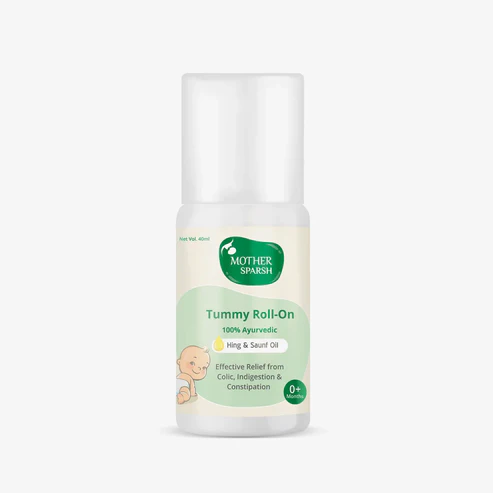 Net Vol. 40ml
MOTHER
SPARSH
Tummy Roll-On
100% Ayurvedic
Hing & Saunf Oil
Effective Relief from
Colic, Indigestion &
Constipation
0+
Months